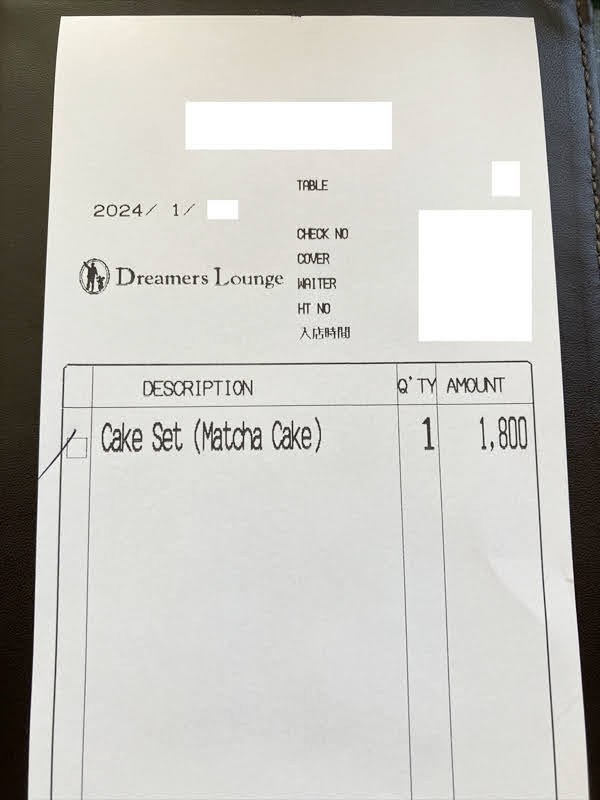 TABLE
2024/ 1/
CHECK NO
COVER
Dreamers Lounge
WAITER
HT NO
入店時間
DESCRIPTION Q'TY AMOUNT
Cake Set (Matcha Cake) 1 1,800